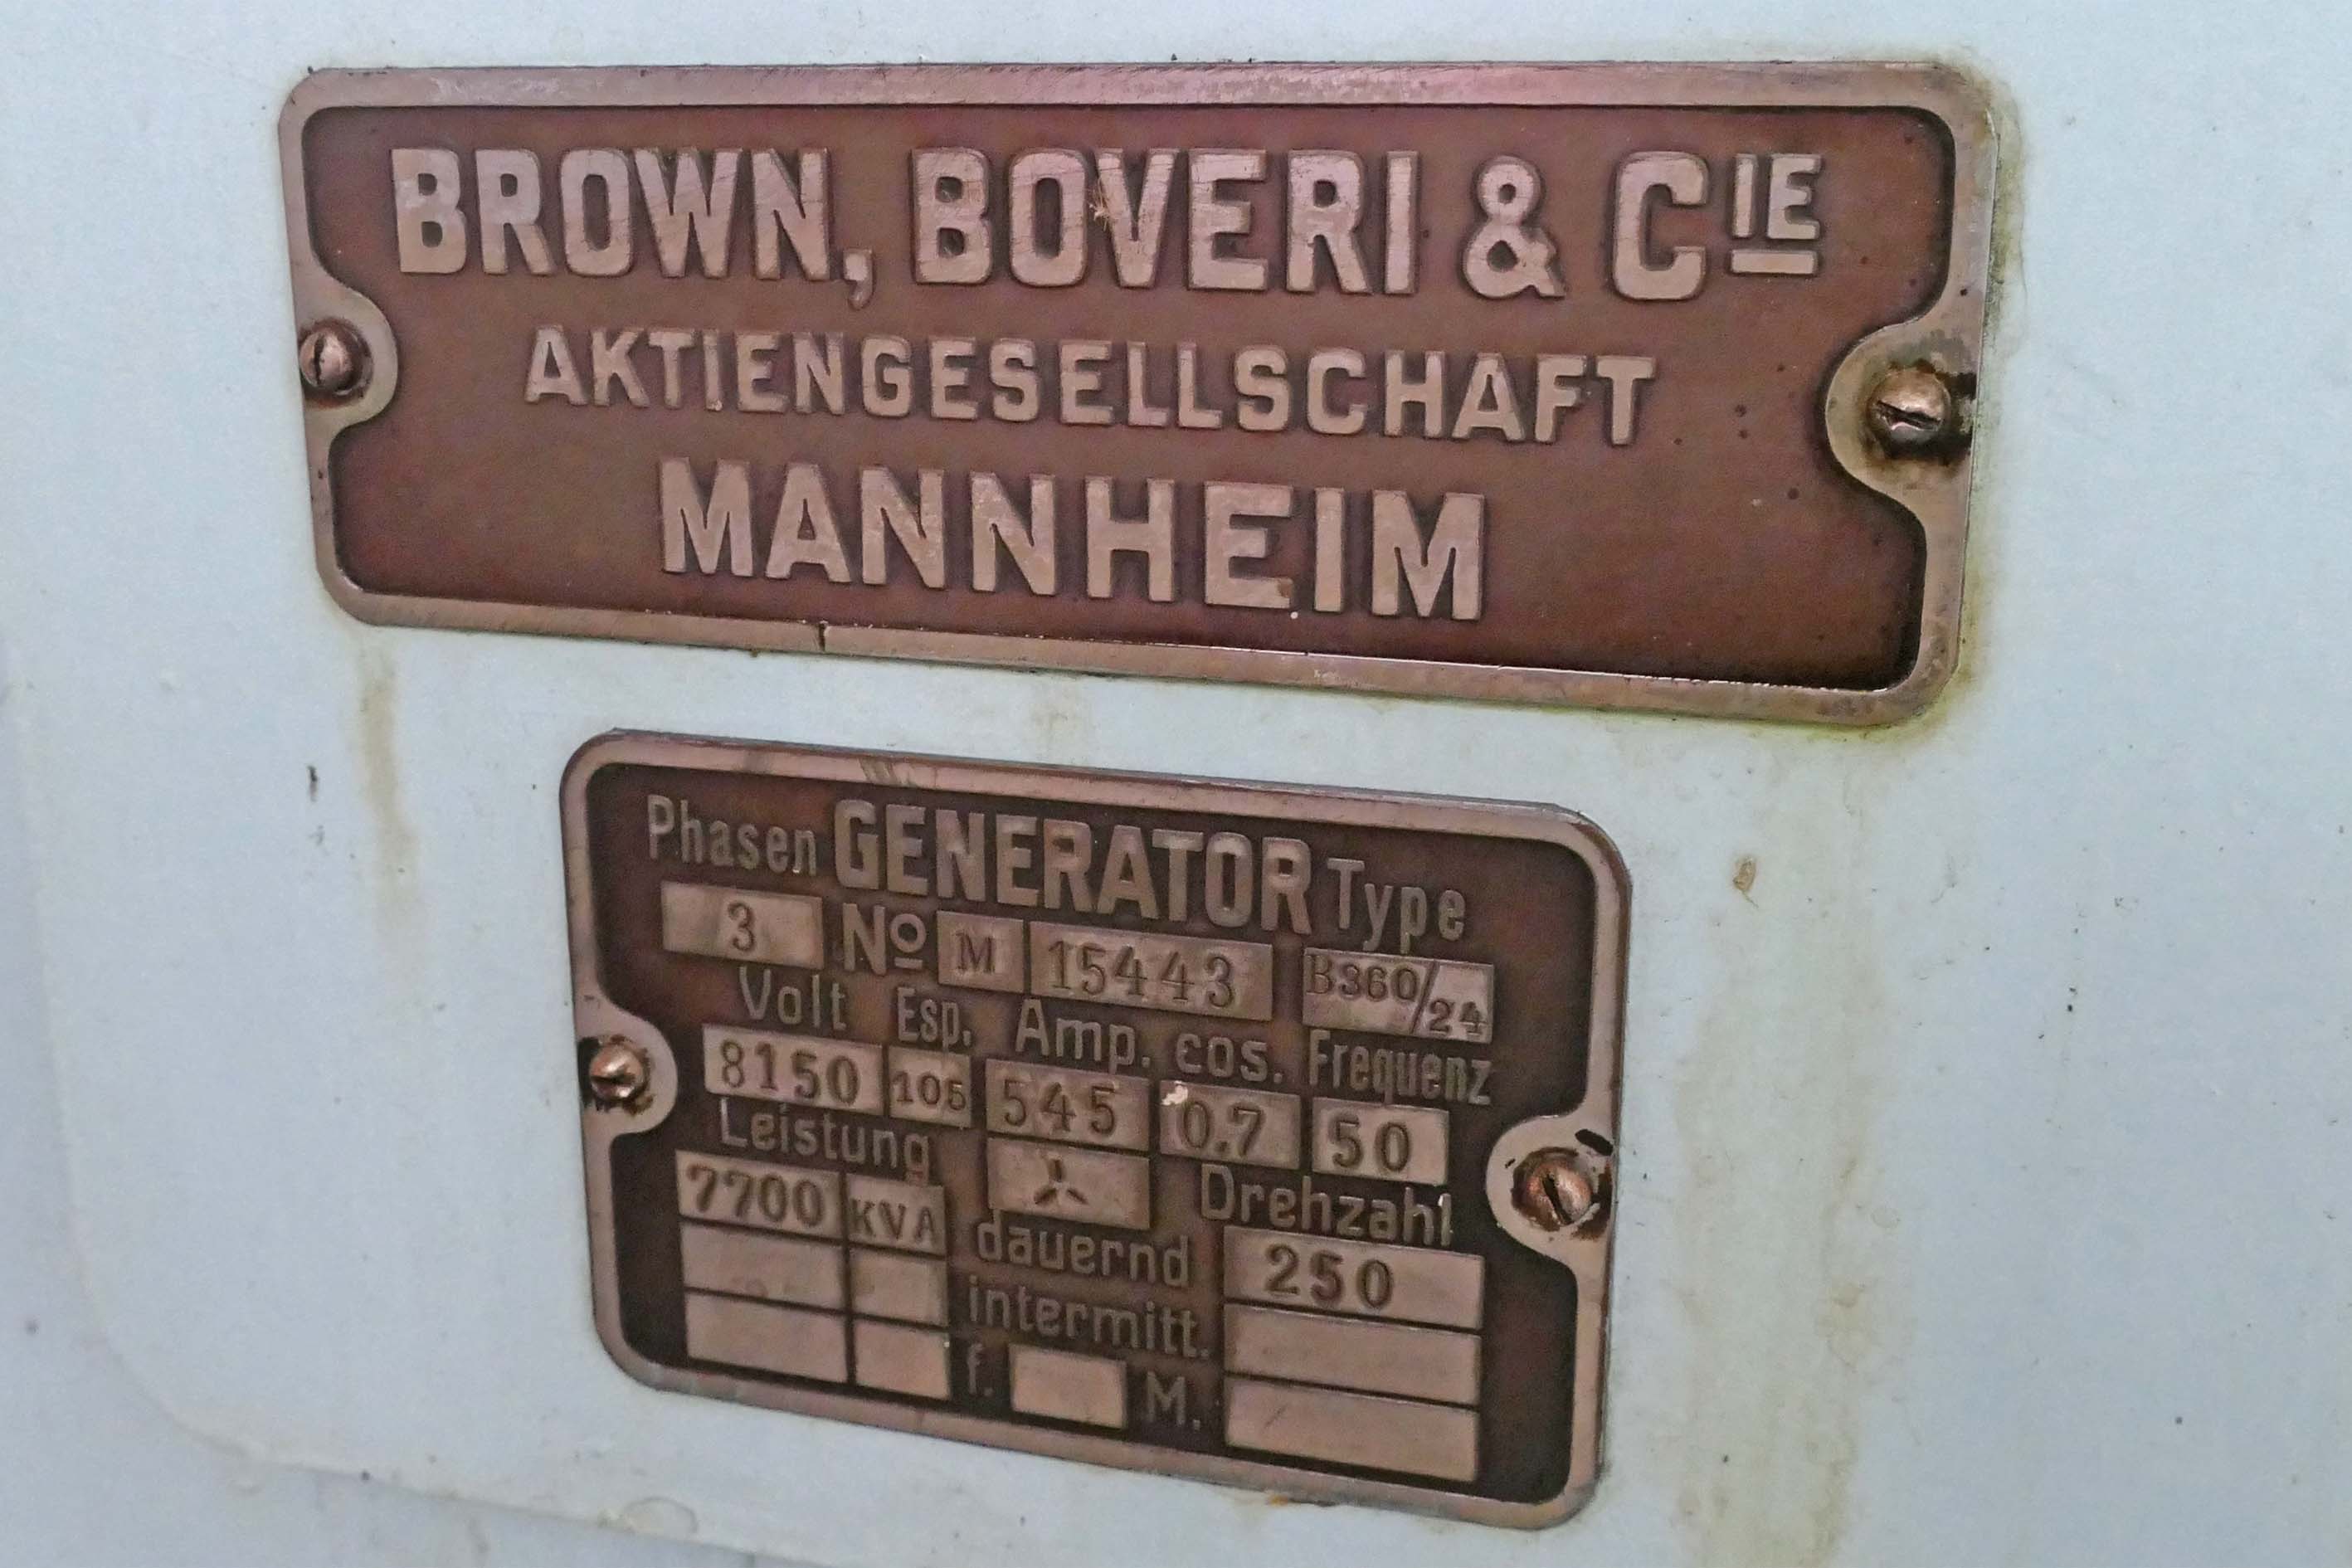 BROWN, BOVERI & CIE
AKTIENGESELLSCHAFT
MANNHEIM
Phasen GENERATOR Type
3 No M 15443 B360/24
Volt Esp. Amp. cos. Frequenz
8150 105 545 0.7 50
Leistung Drehzahl
7700 KVA dauernd 250
intermitt.
f. M.